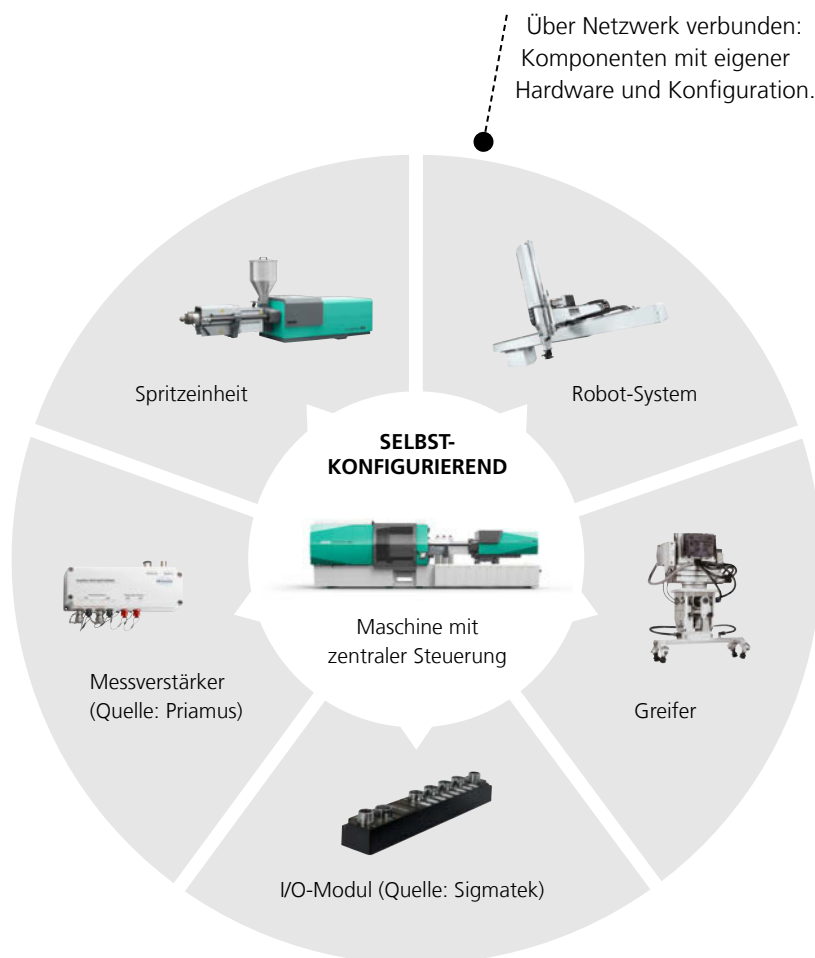 Über Netzwerk verbunden:
Komponenten mit eigener
Hardware und Konfiguration.
Spritzeinheit
Robot-System
SELBST-
KONFIGURIEREND
Maschine mit
zentraler Steuerung
Messverstärker
(Quelle: Priamus)
Greifer
I/O-Modul (Quelle: Sigmatek)